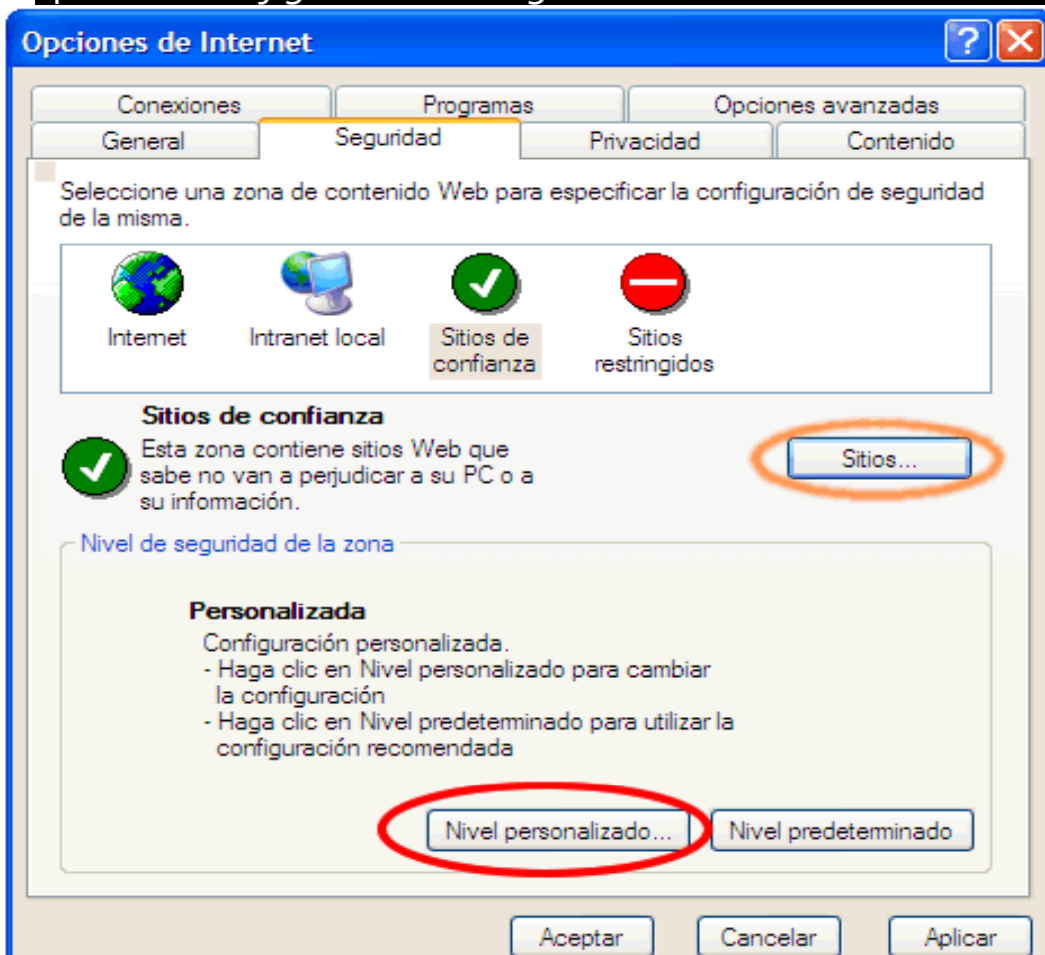 Opciones de Internet
Conexiones Programas Opciones avanzadas
General Seguridad Privacidad Contenido
Seleccione una zona de contenido Web para especificar la configuración de seguridad
de la misma.
Internet Intranet local Sitios de confianza Sitios restringidos
Sitios de confianza
Esta zona contiene sitios Web que
sabe no van a perjudicar a su PC o a
su información.
Sitios...
Nivel de seguridad de la zona
Personalizada
Configuración personalizada.
- Haga clic en Nivel personalizado para cambiar
la configuración
- Haga clic en Nivel predeterminado para utilizar la
configuración recomendada
Nivel personalizado... Nivel predeterminado
Aceptar Cancelar Aplicar